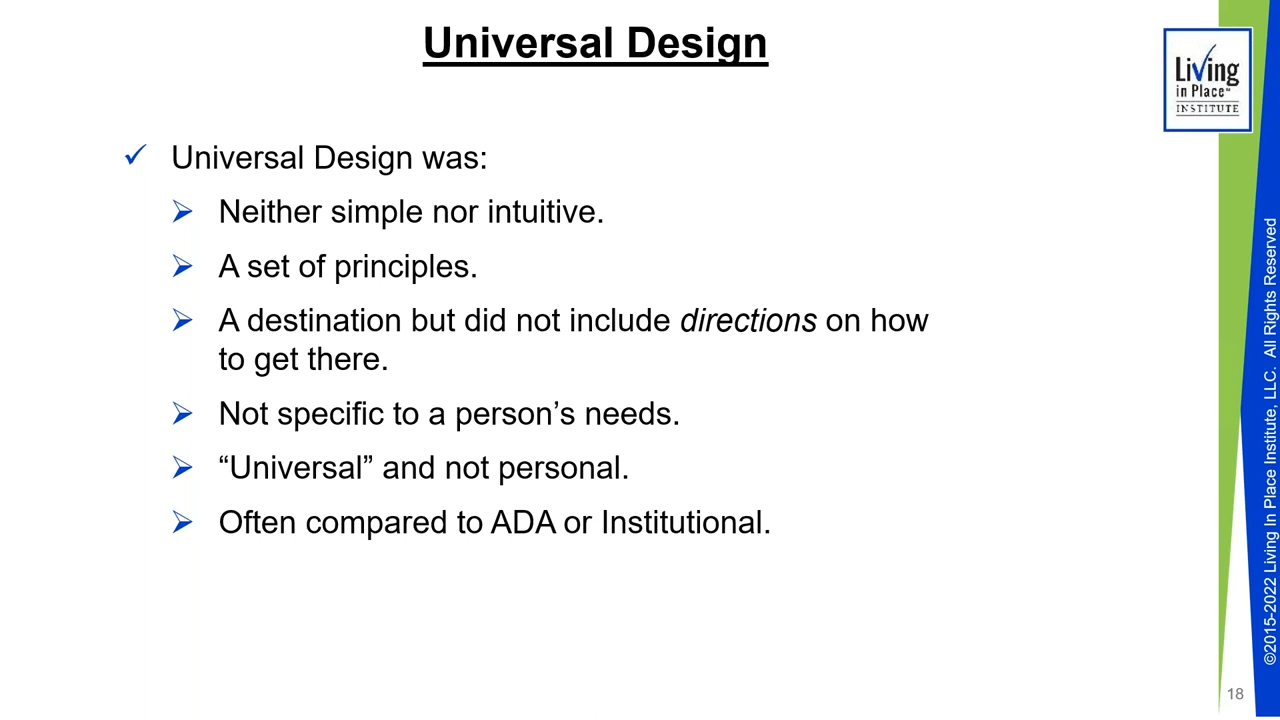 Universal Design
Living
in Place℠
INSTITUTE
✓ Universal Design was:
➢ Neither simple nor intuitive.
➢ A set of principles.
➢ A destination but did not include directions on how
to get there.
➢ Not specific to a person’s needs.
➢ “Universal” and not personal.
➢ Often compared to ADA or Institutional.
©2015-2022 Living In Place Institute, LLC. All Rights Reserved
18